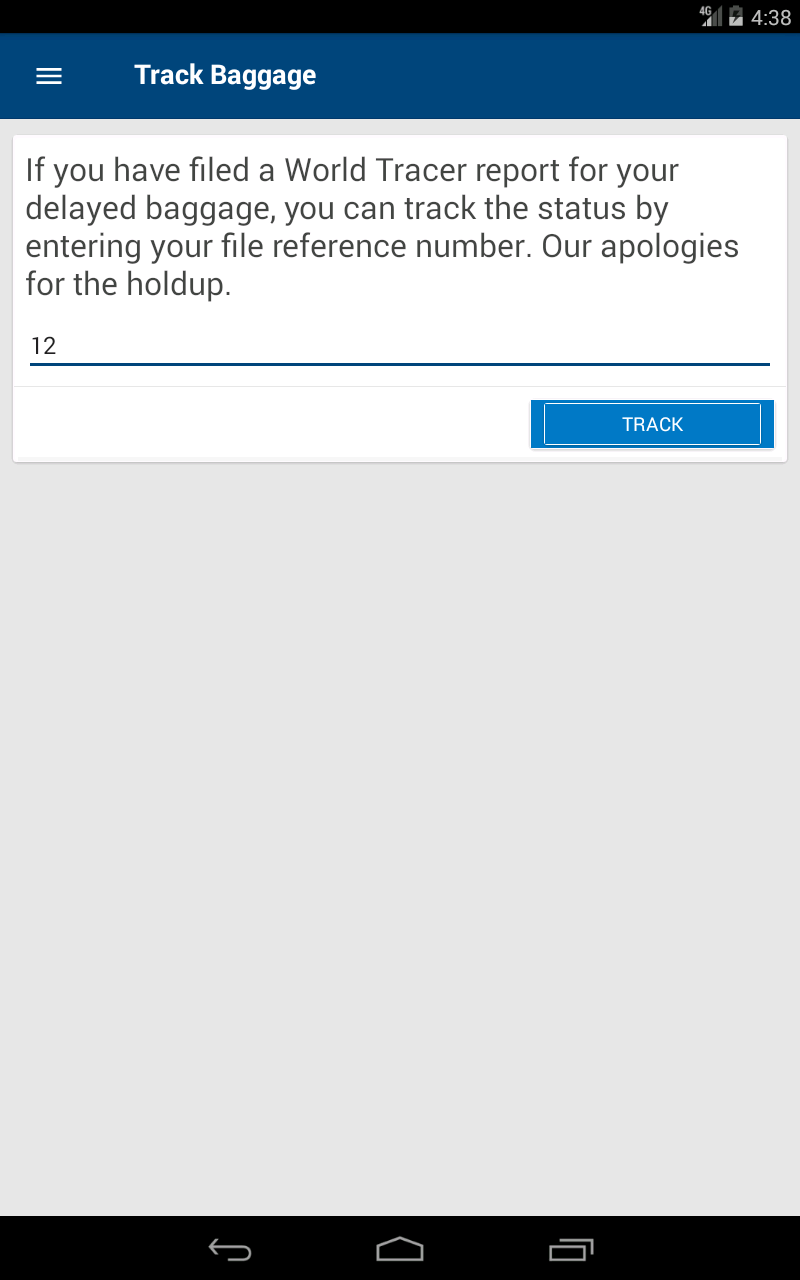 4G 4:38
Track Baggage
If you have filed a World Tracer report for your
delayed baggage, you can track the status by
entering your file reference number. Our apologies
for the holdup.
12
TRACK